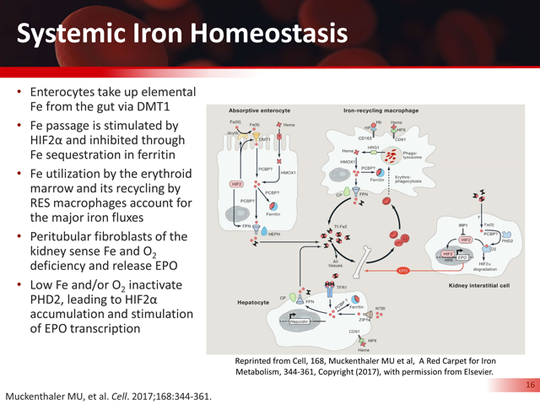 Systemic Iron Homeostasis
• Enterocytes take up elemental
Fe from the gut via DMT1
• Fe passage is stimulated by
HIF2α and inhibited through
Fe sequestration in ferritin
• Fe utilization by the erythroid
marrow and its recycling by
RES macrophages account for
the major iron fluxes
• Peritubular fibroblasts of the
kidney sense Fe and O2
deficiency and release EPO
• Low Fe and/or O2 inactivate
PHD2, leading to HIF2α
accumulation and stimulation
of EPO transcription
Absorptive enterocyte
Fe(III)
Fe(II)
Heme
DMT1
PCBP1
HMOX1
HIF2
PCBP1
Ferritin
FPN
HEPH
Iron-recycling macrophage
Hb
Heme
CD163
CD91
Heme
HRG1
Phago-
lysosome
HMOX1
PCBP1
Ferritin
Erythro-
phagocytosis
CP
FPN
Tf-Fe2
All
tissues
EPO
IRP1
Fe(II)
PCBP1
PHD2
HIF2
HIF2
EPO
HIF2α
degradation
Kidney interstitial cell
Hepatocyte
TFR1
CP
FPN
Hepcidin
PCBP1
Ferritin
ZIP14
NTBI
CD91
HPX
Heme
Reprinted from Cell, 168, Muckenthaler MU et al, A Red Carpet for Iron
Metabolism, 344-361, Copyright (2017), with permission from Elsevier.
16
Muckenthaler MU, et al. Cell. 2017;168:344-361.